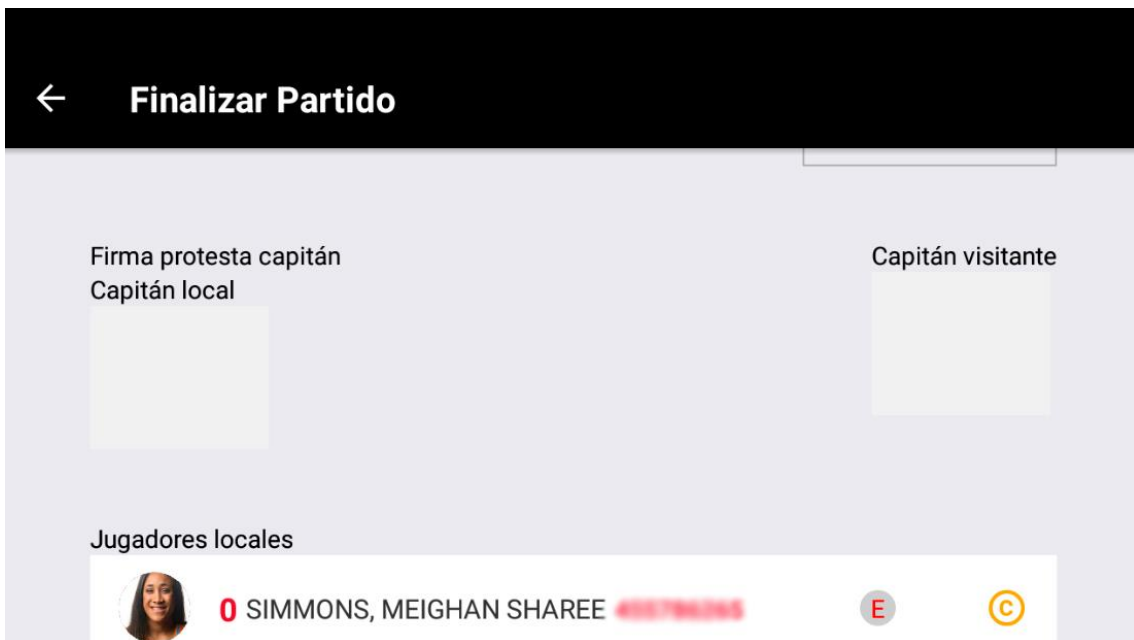 Finalizar Partido
Firma protesta capitán
Capitán visitante
Capitán local
Jugadores locales
0 SIMMONS, MEIGHAN SHAREE E C